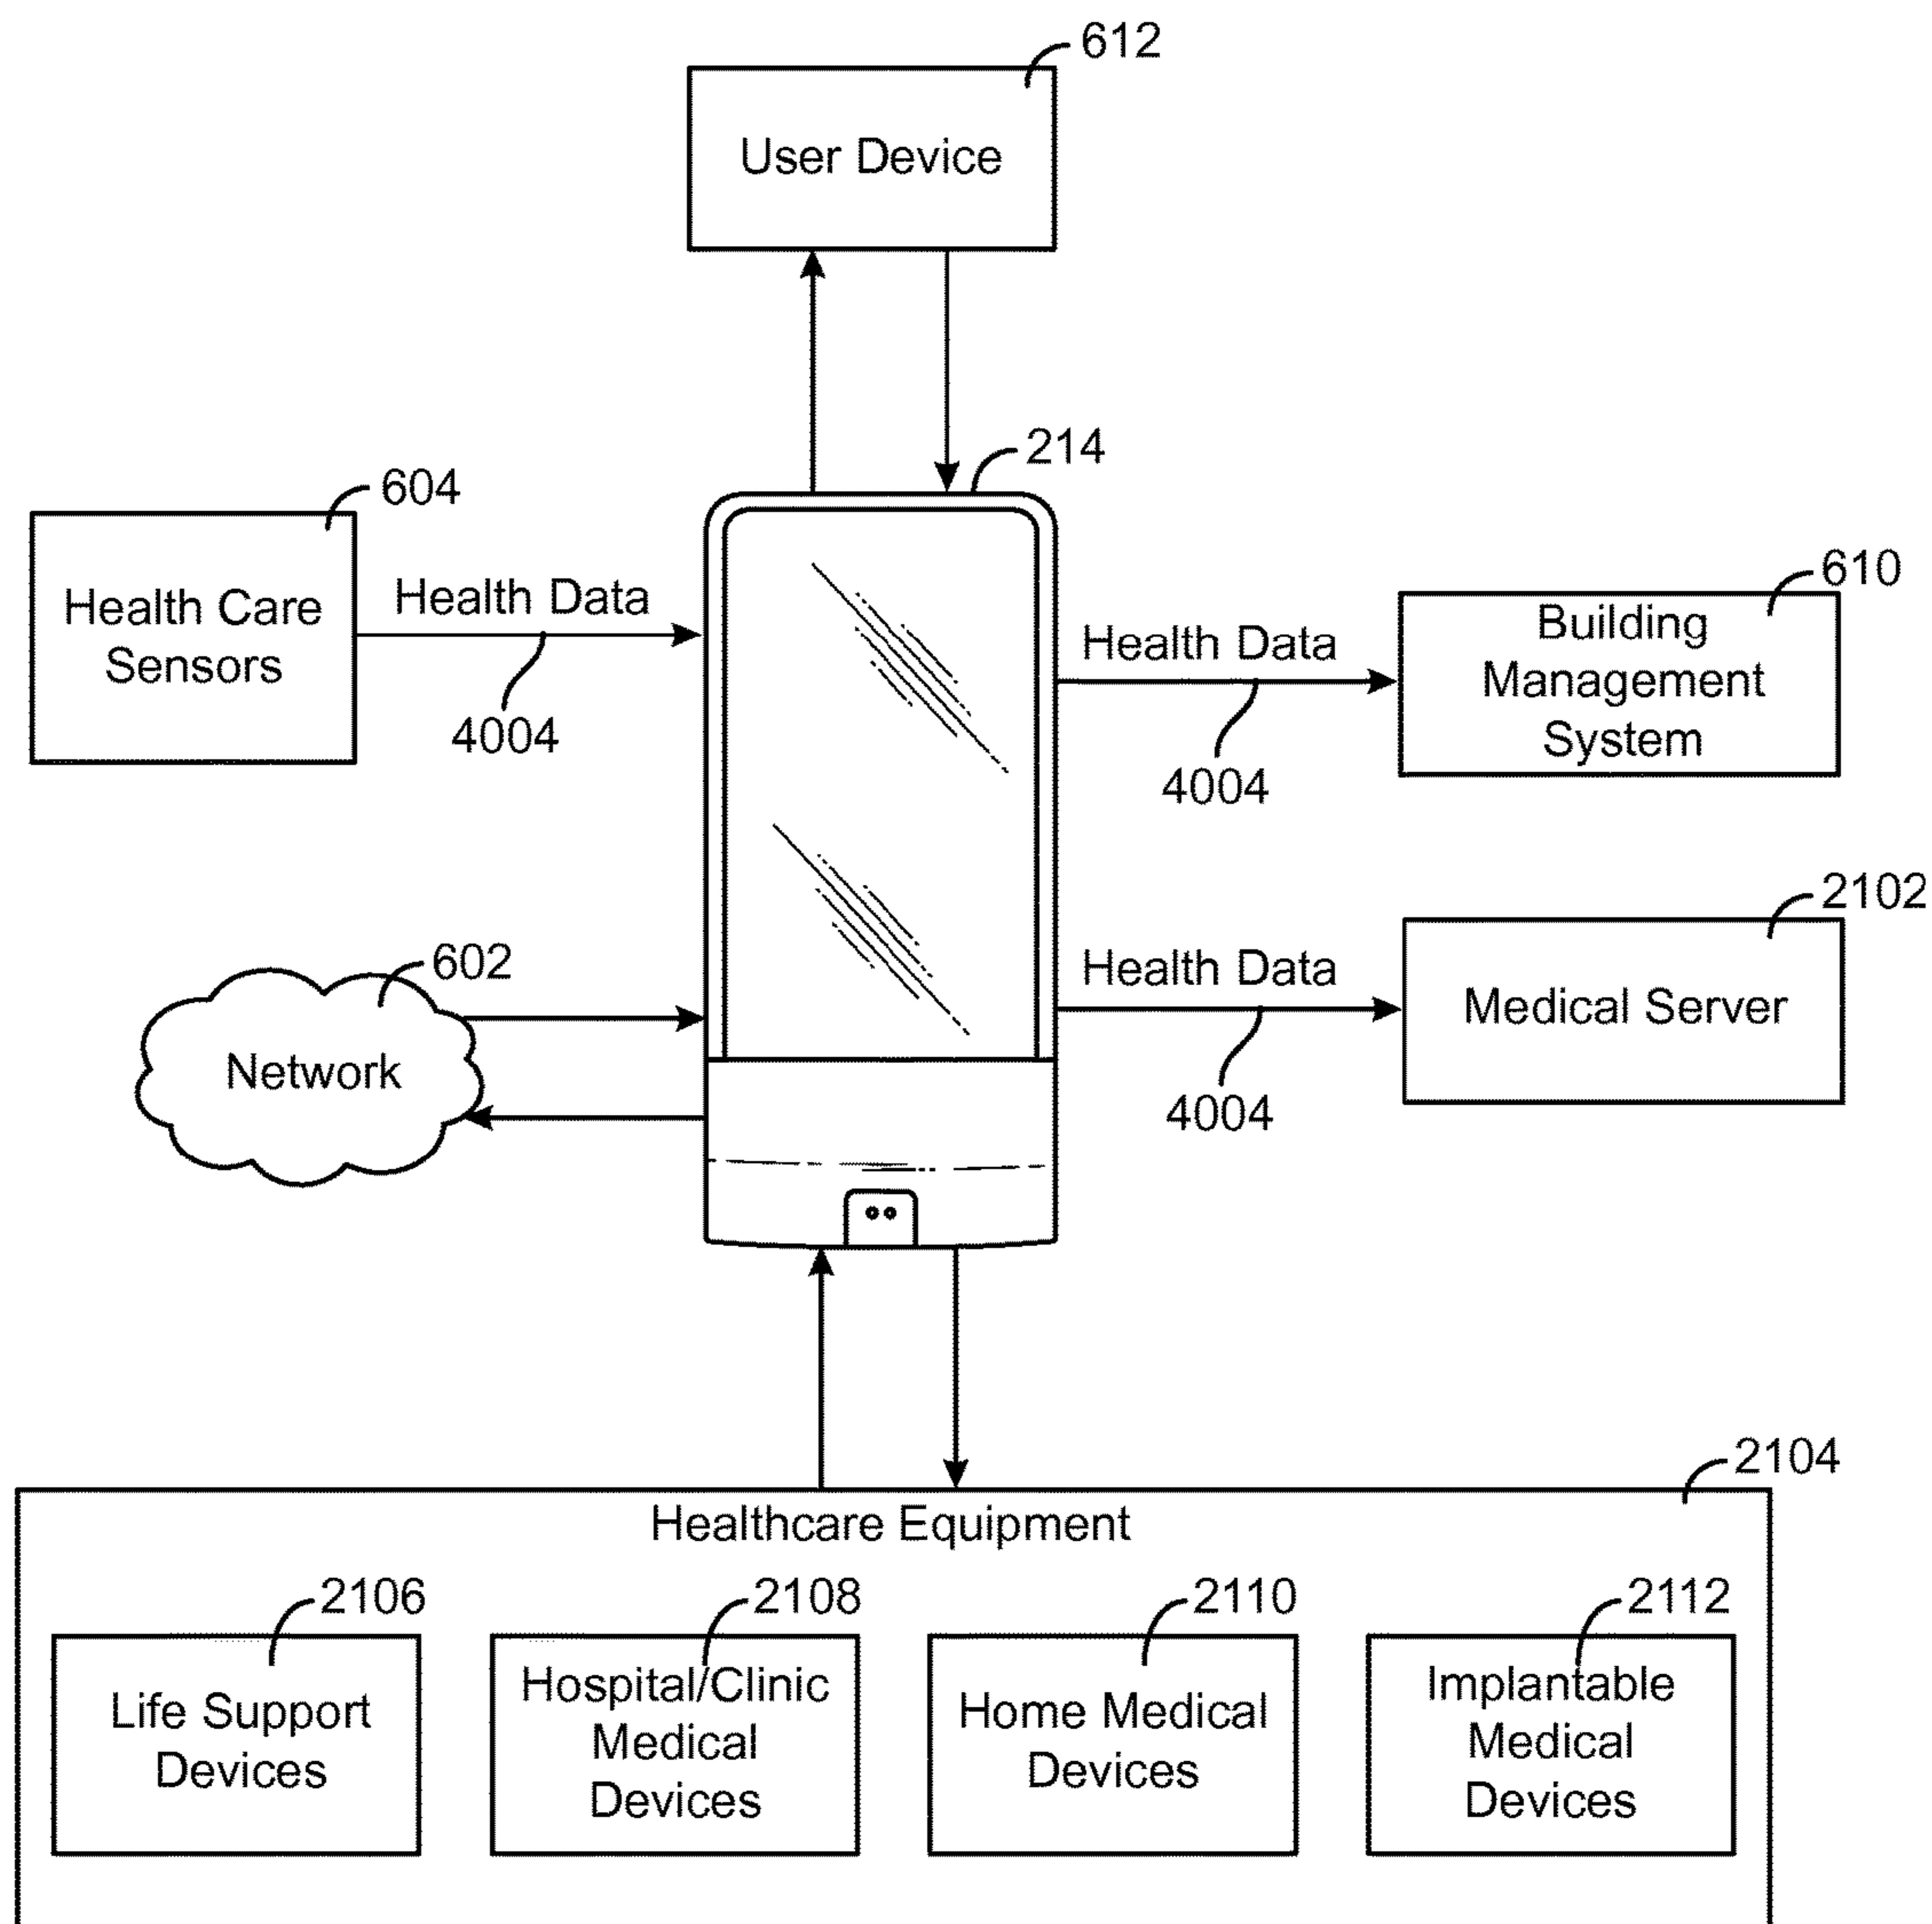 612
User Device
214
604
Health Care
Sensors
Health Data
4004
610
Building
Management
System
Health Data
4004
2102
Medical Server
Health Data
4004
602
Network
2104
Healthcare Equipment
2106
Life Support
Devices
2108
Hospital/Clinic
Medical
Devices
2110
Home Medical
Devices
2112
Implantable
Medical
Devices